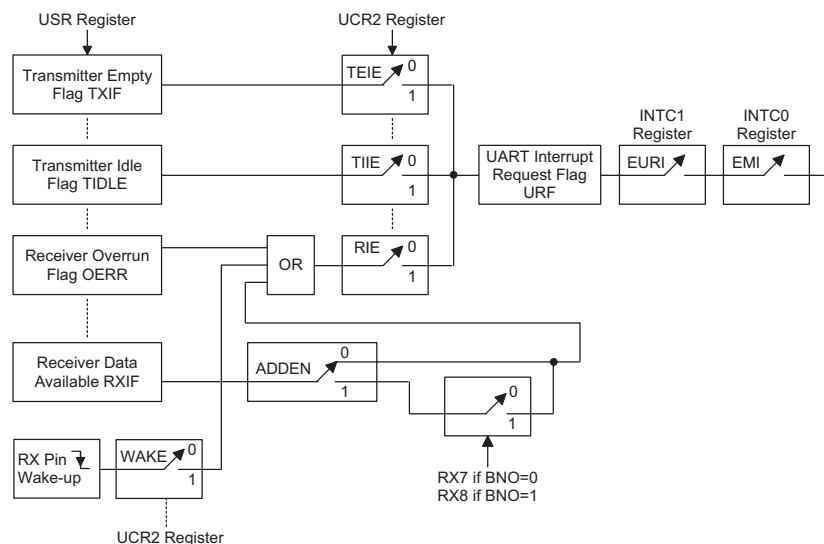 USR Register
UCR2 Register
Transmitter Empty
Flag TXIF
TEIE
0
1
INTC1
Register
INTC0
Register
Transmitter Idle
Flag TIDLE
TIIE
0
1
UART Interrupt
Request Flag
URF
EURI
EMI
Receiver Overrun
Flag OERR
OR
RIE
0
1
Receiver Data
Available RXIF
ADDEN
0
1
0
1
RX Pin
Wake-up
WAKE
0
1
RX7 if BNO=0
RX8 if BNO=1
UCR2 Register